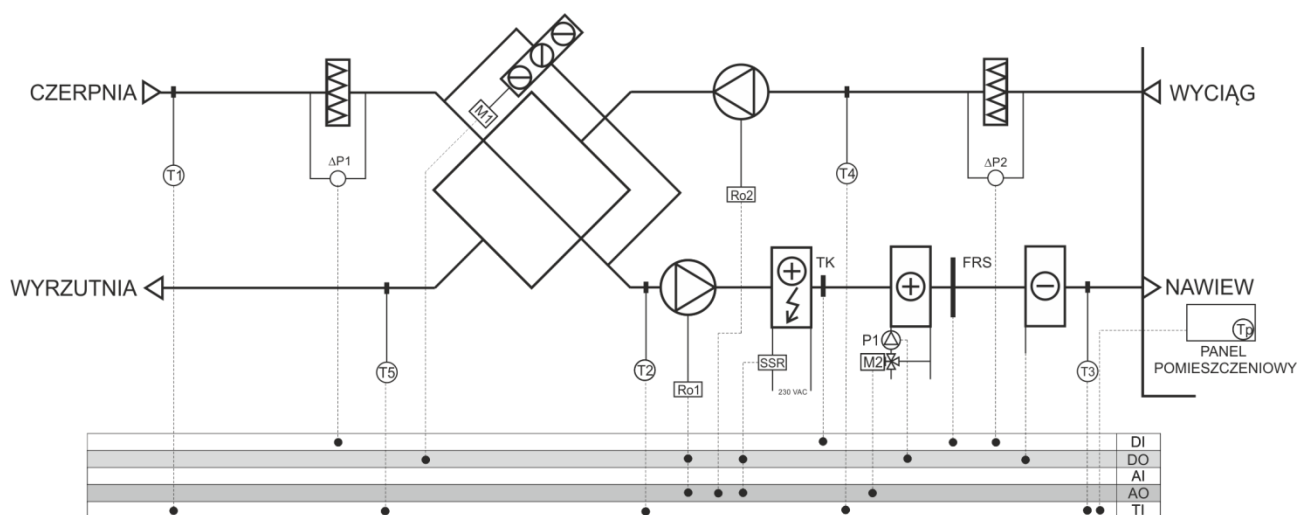 CZERPNIA
WYCIĄG
M1
ΔP1
ΔP2
T1
T4
Ro2
TK
FRS
WYRZUTNIA
NAWIEW
P1
Tp
T5
T2
SSR
M2
T3
PANEL
POMIESZCZENIOWY
Ro1
230 VAC
DI
DO
AI
AO
TI